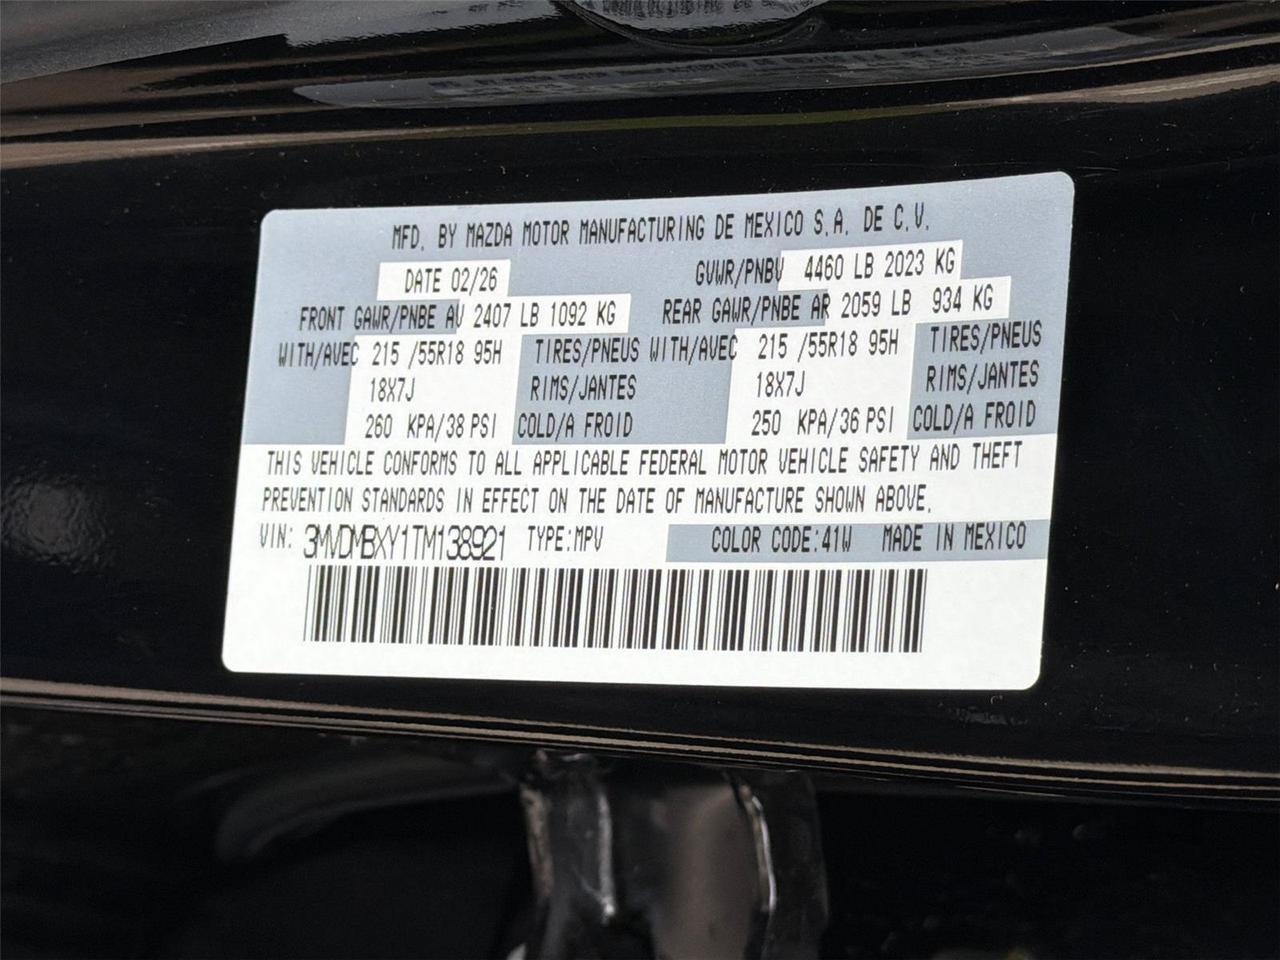 MFD. BY MAZDA MOTOR MANUFACTURING DE MEXICO S.A. DE C.V.
DATE 02/26 GVWR/PNBV 4460 LB 2023 KG
FRONT GAWR/PNBE AV 2407 LB 1092 KG REAR GAWR/PNBE AR 2059 LB 934 KG
WITH/AVEC 215 /55R18 95H TIRES/PNEUS WITH/AVEC 215 /55R18 95H TIRES/PNEUS
18X7J RIMS/JANTES 18X7J RIMS/JANTES
260 KPA/38 PSI COLD/A FROID 250 KPA/36 PSI COLD/A FROID
THIS VEHICLE CONFORMS TO ALL APPLICABLE FEDERAL MOTOR VEHICLE SAFETY AND THEFT
PREVENTION STANDARDS IN EFFECT ON THE DATE OF MANUFACTURE SHOWN ABOVE.
VIN: 3MVDMBXY1TM138921 TYPE:MPV COLOR CODE:41W MADE IN MEXICO